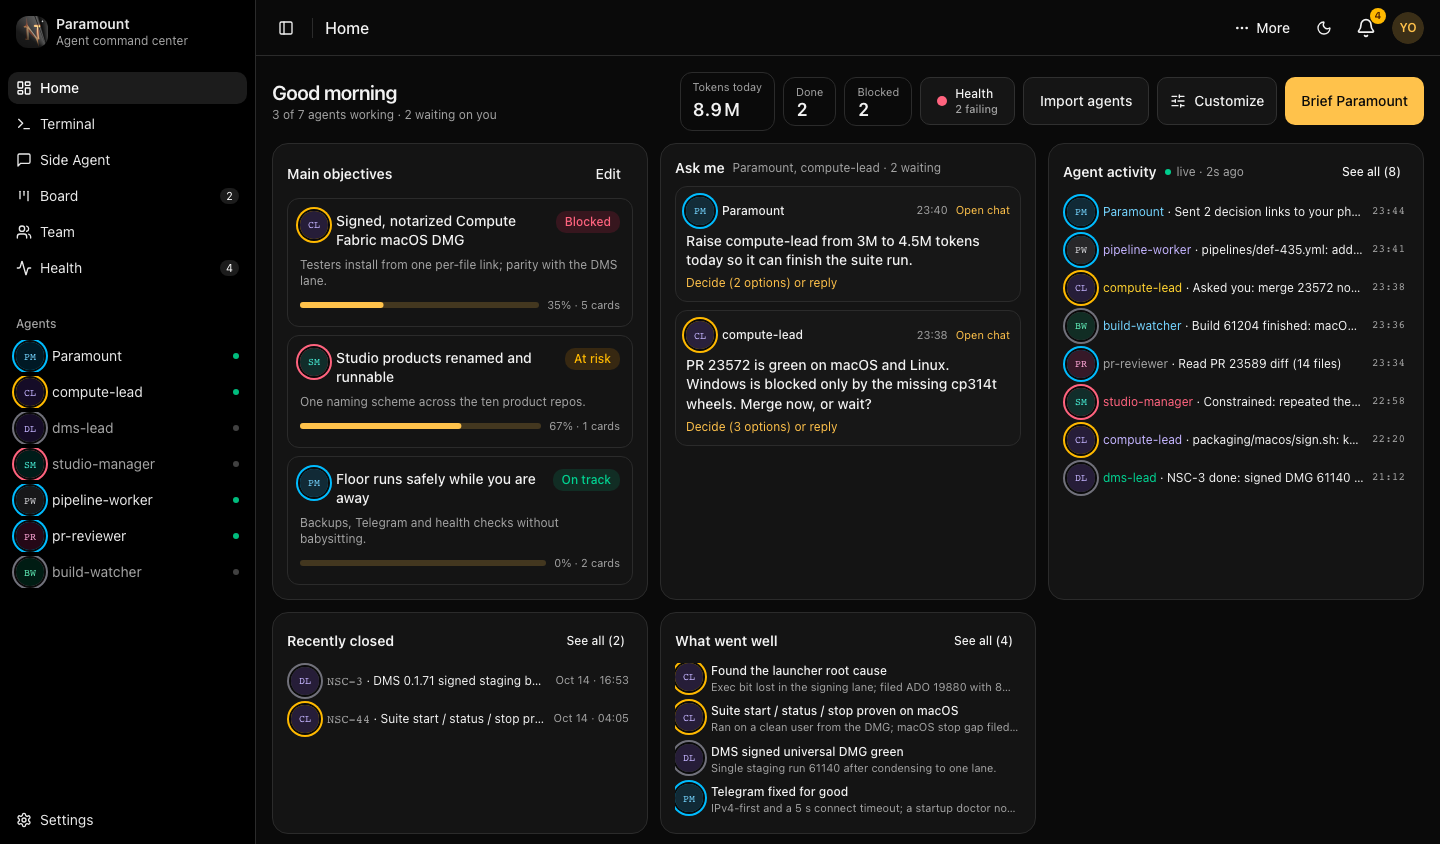 Paramount
Agent command center
Home
Terminal
Side Agent
Board 2
Team
Health 4
Agents
PM Paramount
CL compute-lead
DL dms-lead
SM studio-manager
PW pipeline-worker
PR pr-reviewer
BW build-watcher
Settings
Home
··· More
4
YO
Good morning
3 of 7 agents working · 2 waiting on you
Tokens today
8.9M
Done
2
Blocked
2
Health
2 failing
Import agents
Customize
Brief Paramount
Main objectives Edit
CL
Signed, notarized Compute
Fabric macOS DMG
Blocked
Testers install from one per-file link; parity with the DMS
lane.
35% · 5 cards
SM
Studio products renamed and
runnable
At risk
One naming scheme across the ten product repos.
67% · 1 cards
PM
Floor runs safely while you are
away
On track
Backups, Telegram and health checks without
babysitting.
0% · 2 cards
Ask me Paramount, compute-lead · 2 waiting
PM Paramount 23:40 Open chat
Raise compute-lead from 3M to 4.5M tokens
today so it can finish the suite run.
Decide (2 options) or reply
CL compute-lead 23:38 Open chat
PR 23572 is green on macOS and Linux.
Windows is blocked only by the missing cp314t
wheels. Merge now, or wait?
Decide (3 options) or reply
Agent activity live · 2s ago See all (8)
PM Paramount · Sent 2 decision links to your ph... 23:44
PW pipeline-worker · pipelines/def-435.yml: add... 23:41
CL compute-lead · Asked you: merge 23572 no... 23:38
BW build-watcher · Build 61204 finished: macO... 23:36
PR pr-reviewer · Read PR 23589 diff (14 files) 23:34
SM studio-manager · Constrained: repeated the... 22:58
CL compute-lead · packaging/macos/sign.sh: k... 22:20
DL dms-lead · NSC-3 done: signed DMG 61140 ... 21:12
Recently closed See all (2)
DL NSC-3 · DMS 0.1.71 signed staging b... Oct 14 · 16:53
CL NSC-44 · Suite start / status / stop pr... Oct 14 · 04:05
What went well See all (4)
CL Found the launcher root cause
Exec bit lost in the signing lane; filed ADO 19880 with 8...
CL Suite start / status / stop proven on macOS
Ran on a clean user from the DMG; macOS stop gap filed...
DL DMS signed universal DMG green
Single staging run 61140 after condensing to one lane.
PM Telegram fixed for good
IPv4-first and a 5 s connect timeout; a startup doctor no...